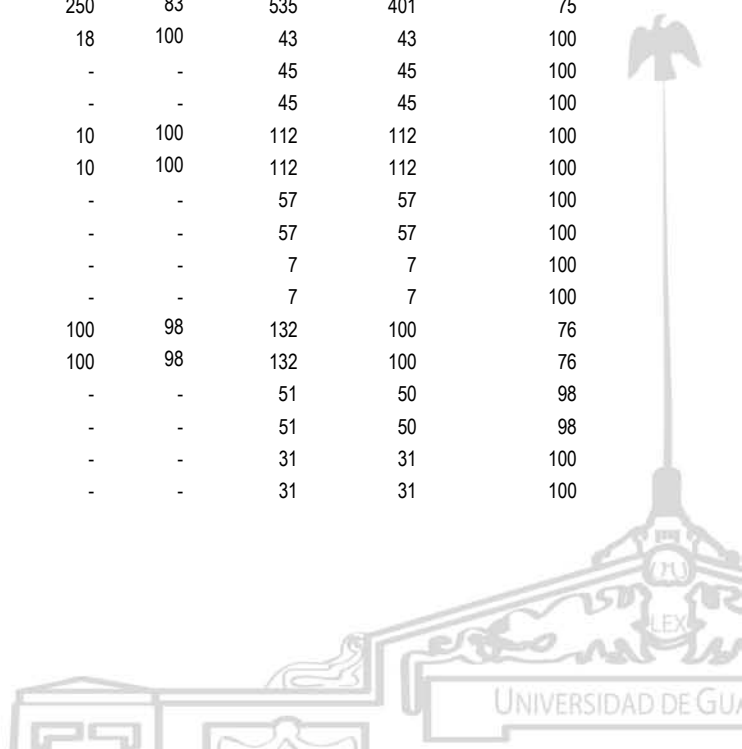 250 83 535 401 75
18 100 43 43 100
- - 45 45 100
- - 45 45 100
10 100 112 112 100
10 100 112 112 100
- - 57 57 100
- - 57 57 100
- - 7 7 100
- - 7 7 100
100 98 132 100 76
100 98 132 100 76
- - 51 50 98
- - 51 50 98
- - 31 31 100
- - 31 31 100
LEX
UNIVERSIDAD DE GUA